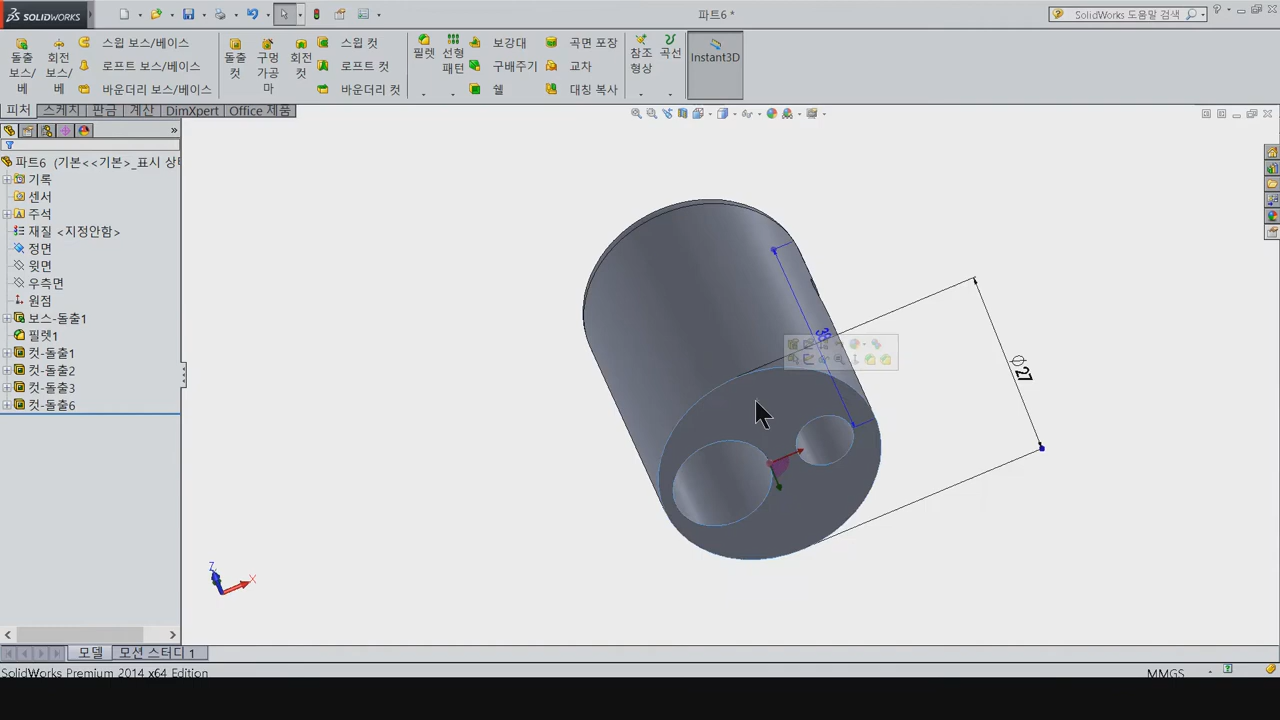 SOLIDWORKS
파트6 *
SolidWorks 도움말 검색
돌출 보스/베
회전 보스/베
스윕 보스/베이스
로프트 보스/베이스
바운더리 보스/베이스
돌출 컷
구멍 가공 마
회전 컷
스윕 컷
로프트 컷
바운더리 컷
필렛
선형 패턴
보강대
구배주기
쉘
곡면 포장
교차
대칭 복사
참조 형상
곡선
Instant3D
피처
스케치
판금
계산
DimXpert
Office 제품
파트6 (기본<<기본>_표시 상태
기록
센서
주석
재질 <지정안함>
정면
윗면
우측면
원점
보스-돌출1
필렛1
컷-돌출1
컷-돌출2
컷-돌출3
컷-돌출6
∅27
Z
X
모델
모션 스터디 1
SolidWorks Premium 2014 x64 Edition
MMGS